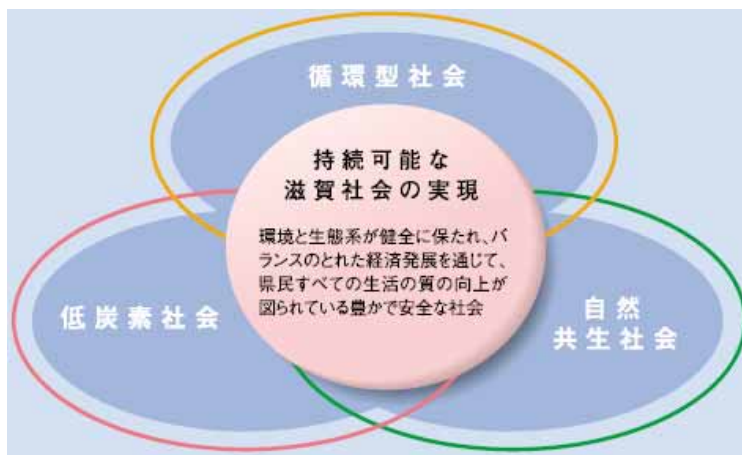 循環型社会
持続可能な
滋賀社会の実現
環境と生態系が健全に保たれ、バ
ランスのとれた経済発展を通じて、
県民すべての生活の質の向上が
図られている豊かで安全な社会
低炭素社会
自然
共生社会